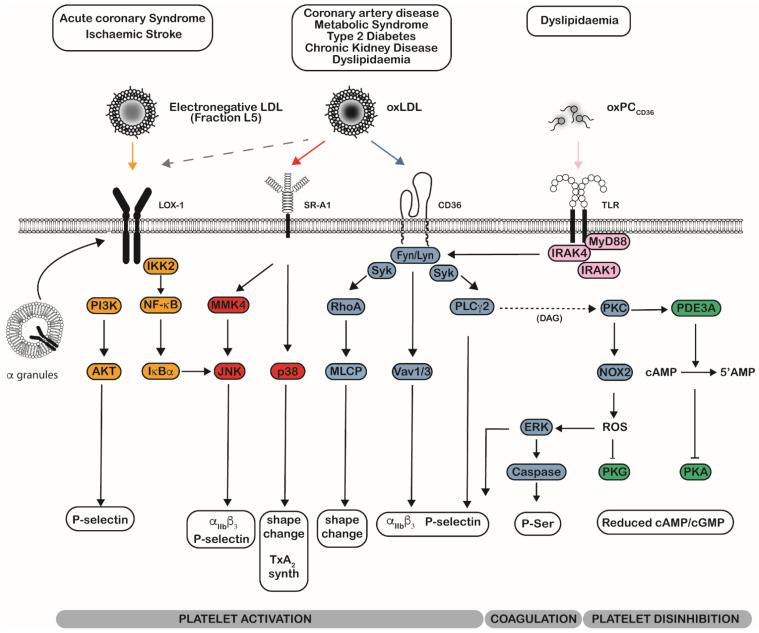 Acute coronary Syndrome
Ischaemic Stroke
Coronary artery disease
Metabolic Syndrome
Type 2 Diabetes
Chronic Kidney Disease
Dyslipidaemia
Dyslipidaemia
Electronegative LDL
(Fraction L5)
oxLDL
oxPC CD36
LOX-1
SR-A1
CD36
TLR
MyD88
Fyn/Lyn
IRAK4
IKK2
Syk
Syk
IRAK1
PI3K
NF-κB
MMK4
RhoA
PLCγ2
(DAG)
PKC
PDE3A
α granules
AKT
IκBα
JNK
p38
MLCP
Vav1/3
NOX2
cAMP
5'AMP
ERK
ROS
Caspase
PKG
PKA
P-selectin
αIIbβ3
P-selectin
shape
change
TxA2
synth
shape
change
αIIbβ3 P-selectin
P-Ser
Reduced cAMP/cGMP
PLATELET ACTIVATION
COAGULATION
PLATELET DISINHIBITION